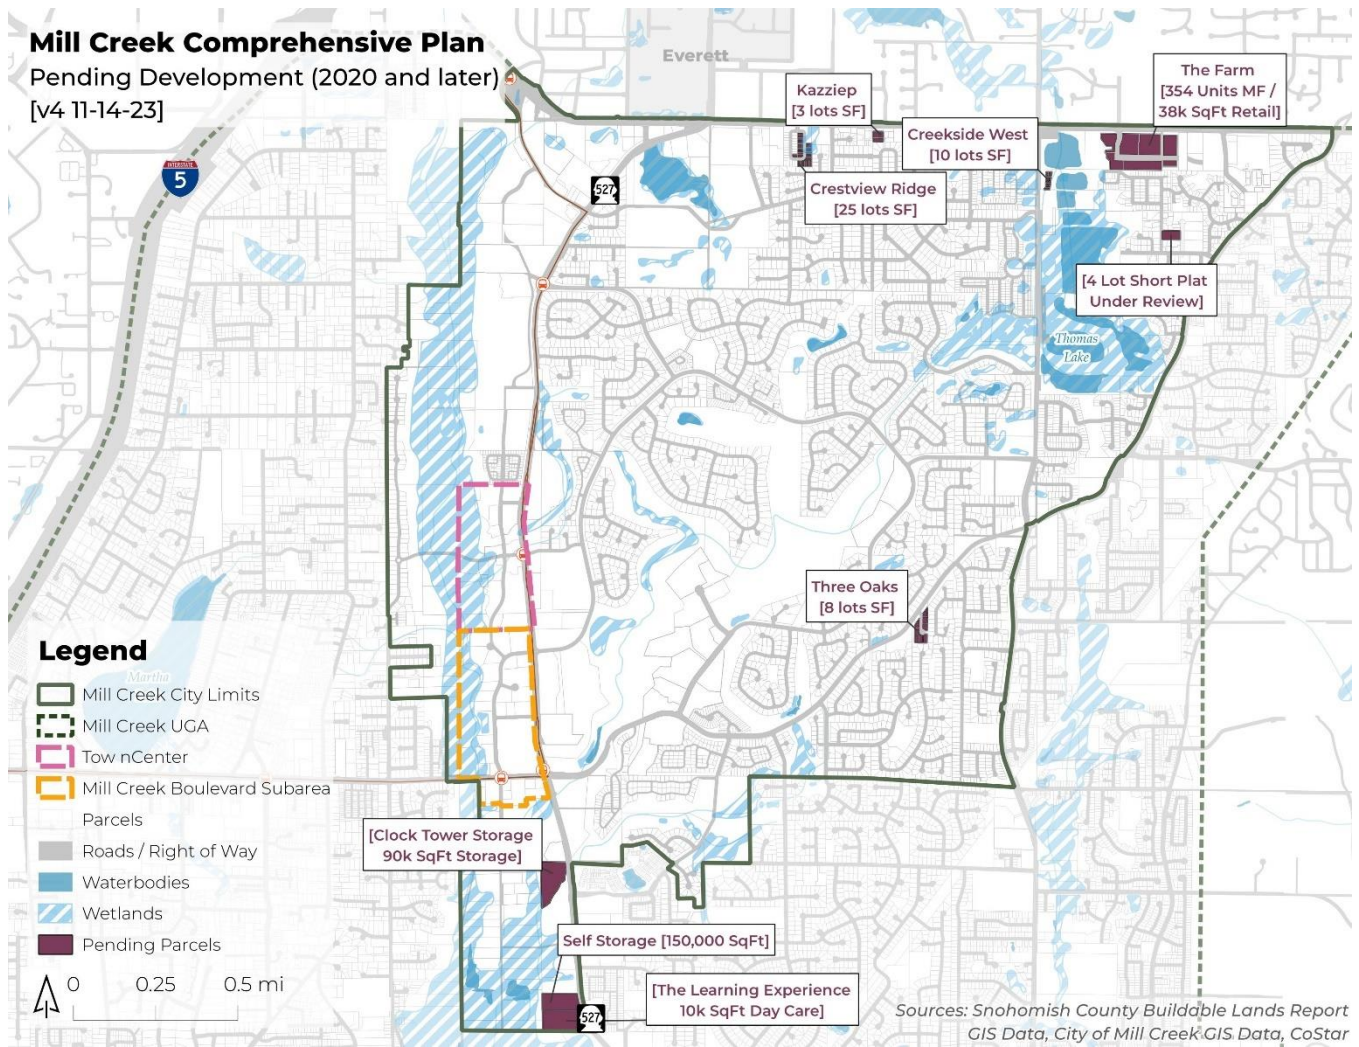 Mill Creek Comprehensive Plan
Pending Development (2020 and later)
[v4 11-14-23]
Everett
INTERSTATE
5
527
Kazziep
[3 lots SF]
Creekside West
[10 lots SF]
The Farm
[354 Units MF /
38k SqFt Retail]
Crestview Ridge
[25 lots SF]
[4 Lot Short Plat
Under Review]
Thomas
Lake
Three Oaks
[8 lots SF]
Legend
Martha
Mill Creek City Limits
Mill Creek UGA
Tow nCenter
Mill Creek Boulevard Subarea
Parcels
Roads / Right of Way
Waterbodies
Wetlands
Pending Parcels
0 0.25 0.5 mi
[Clock Tower Storage
90k SqFt Storage]
Self Storage [150,000 SqFt]
[The Learning Experience
10k SqFt Day Care]
527
Sources: Snohomish County Buildable Lands Report
GIS Data, City of Mill Creek GIS Data, CoStar